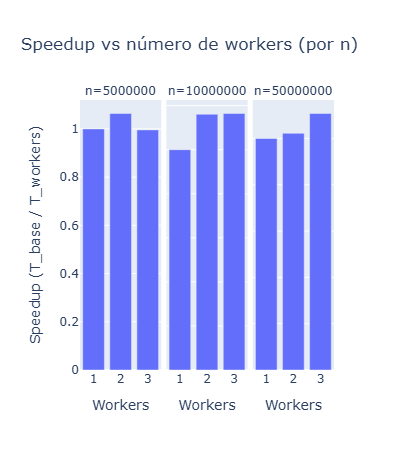 Speedup vs número de workers (por n)
n=5000000 n=10000000 n=50000000
Speedup (T_base / T_workers)
1
0.8
0.6
0.4
0.2
0
1 2 3 1 2 3 1 2 3
Workers Workers Workers